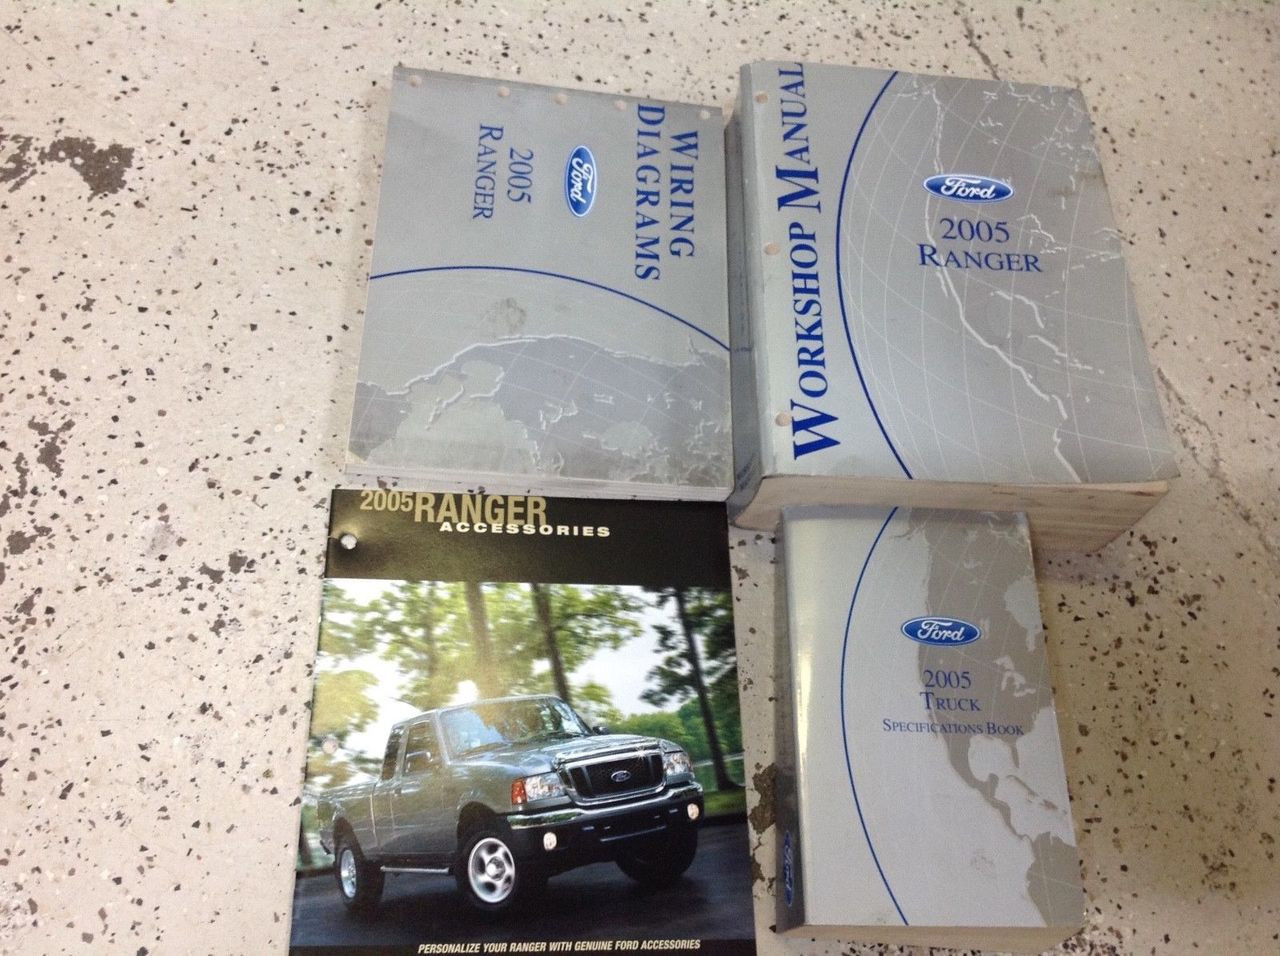 WIRING
DIAGRAMS
Ford
2005
RANGER
WORKSHOP MANUAL
Ford
2005
RANGER
2005 RANGER
ACCESSORIES
PERSONALIZE YOUR RANGER WITH GENUINE FORD ACCESSORIES
Ford
2005
TRUCK
SPECIFICATIONS BOOK
Ford